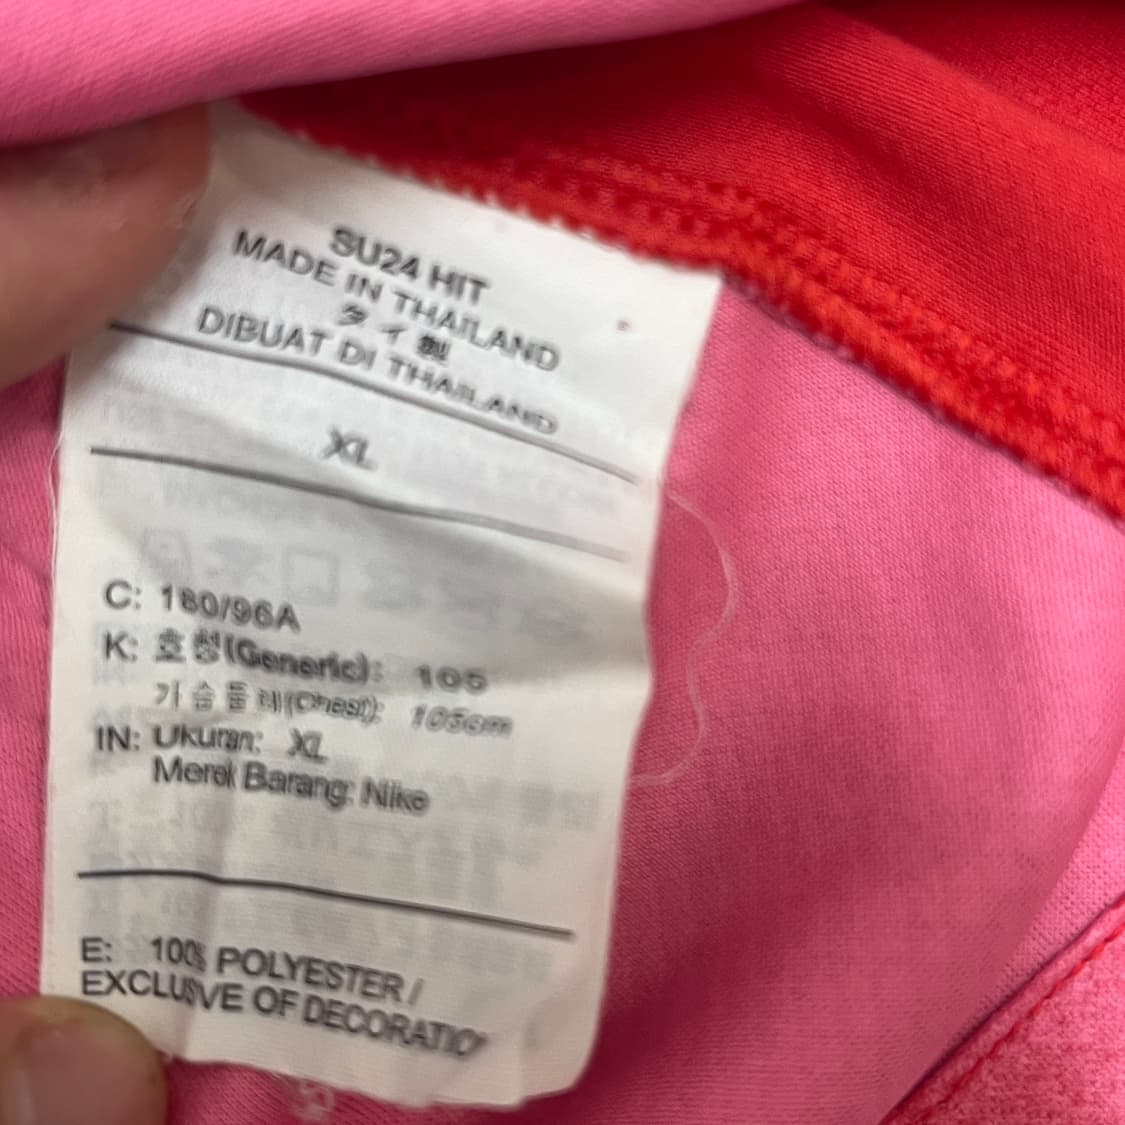 SU24 HIT
MADE IN THAILAND
タイ製
DIBUAT DI THAILAND
XL
C: 180/96A
K: 호칭(Generic): 105
가슴둘레(Chest): 105cm
IN: Ukuran: XL
Merek Barang: Nike
E: 100% POLYESTER/
EXCLUSIVE OF DECORATIO